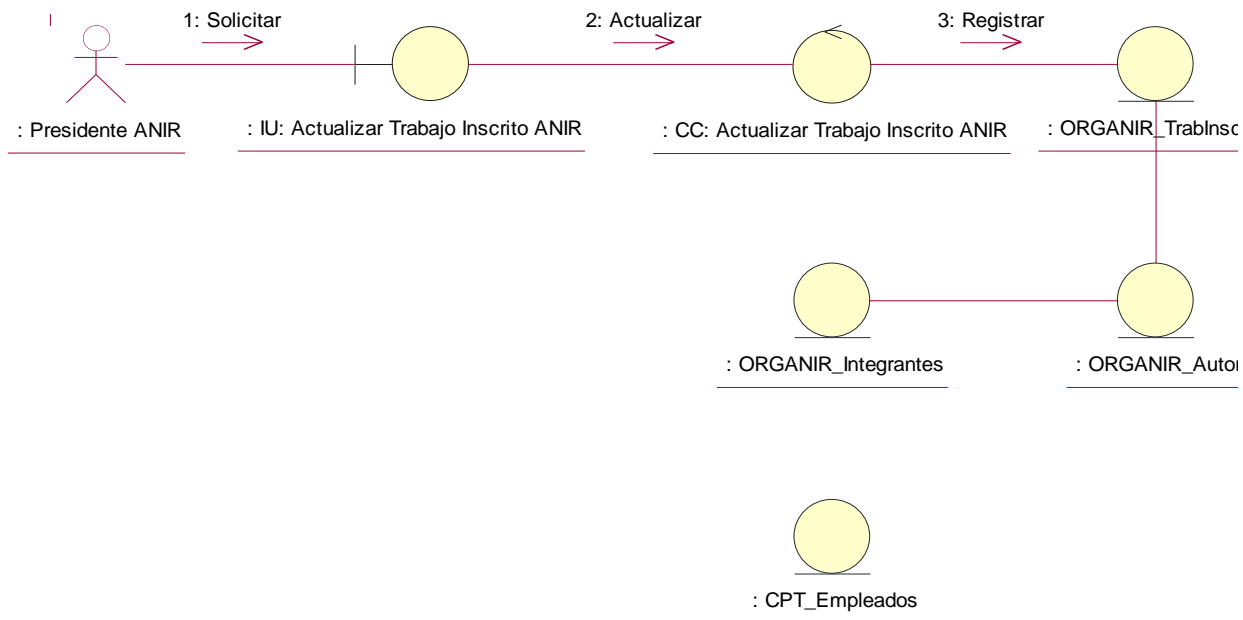 1: Solicitar
2: Actualizar
3: Registrar
: Presidente ANIR
: IU: Actualizar Trabajo Inscrito ANIR
: CC: Actualizar Trabajo Inscrito ANIR
: ORGANIR_TrabInsc
: ORGANIR_Integrantes
: ORGANIR_Autor
: CPT_Empleados